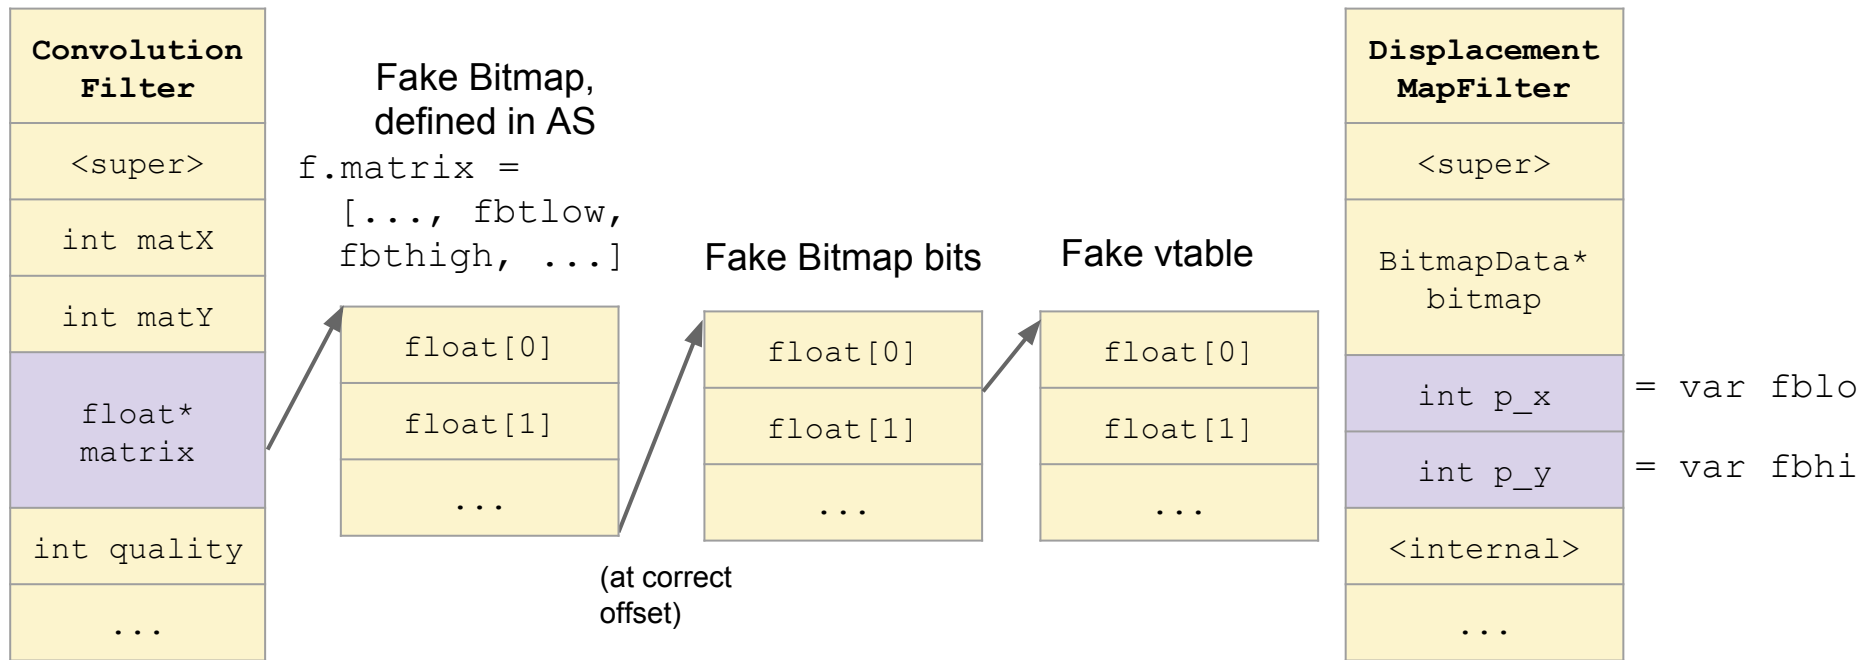 Convolution
Filter
<super>
int matX
int matY
float*
matrix
int quality
...
Fake Bitmap,
defined in AS
f.matrix =
[..., fbtlow,
fbthigh, ...]
float[0]
float[1]
...
(at correct
offset)
Fake Bitmap bits
float[0]
float[1]
...
Fake vtable
float[0]
float[1]
...
Displacement
MapFilter
<super>
BitmapData*
bitmap
int p_x
= var fblo
int p_y
= var fbhi
<internal>
...